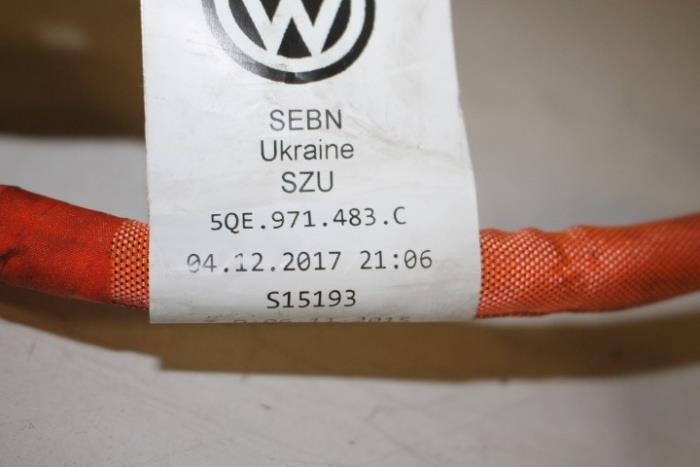 SEBN
Ukraine
SZU
5QE.971.483.C
04.12.2017 21:06
S15193